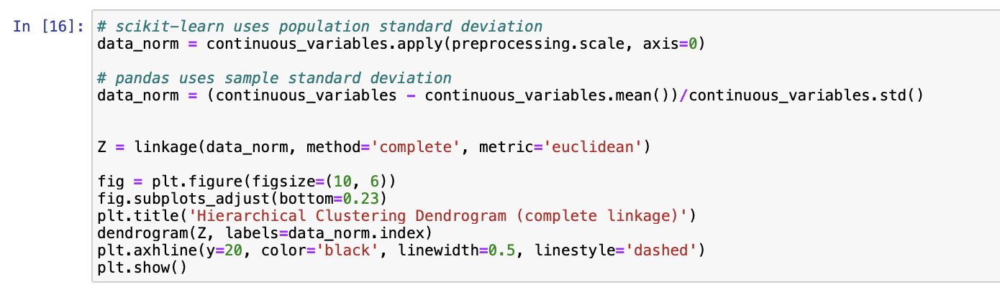 In [16]: # scikit-learn uses population standard deviation
data_norm = continuous_variables.apply(preprocessing.scale, axis=0)
# pandas uses sample standard deviation
data_norm = (continuous_variables - continuous_variables.mean())/continuous_variables.std()
Z = linkage(data_norm, method='complete', metric='euclidean')
fig = plt.figure(figsize=(10, 6))
fig.subplots_adjust(bottom=0.23)
plt.title('Hierarchical Clustering Dendrogram (complete linkage)')
dendrogram(Z, labels=data_norm.index)
plt.axhline(y=20, color='black', linewidth=0.5, linestyle='dashed')
plt.show()